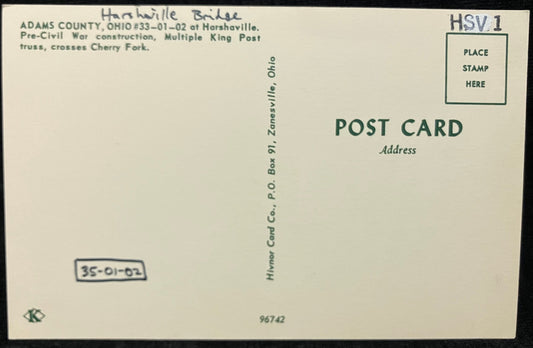 Harshaville Bridge
HSV 1
ADAMS COUNTY, OHIO #33-01-02 at Harshaville.
Pre-Civil War construction, Multiple King Post
truss, crosses Cherry Fork.
PLACE
STAMP
HERE
POST CARD
Address
Hivnor Card Co., P.O. Box 91, Zanesville, Ohio
35-01-02
K
96742